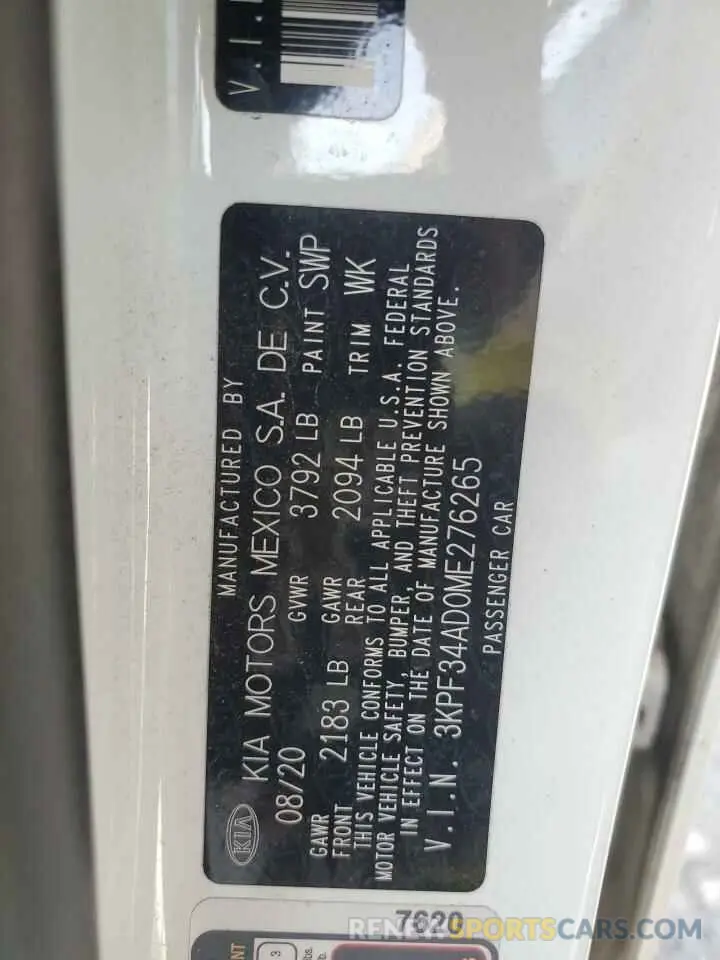 V.I.N
MANUFACTURED BY
KIA KIA MOTORS MEXICO S.A. DE C.V.
08/20 GVWR 3792 LB PAINT SWP
GAWR FRONT 2183 LB GAWR REAR 2094 LB TRIM WK
THIS VEHICLE CONFORMS TO ALL APPLICABLE U.S.A. FEDERAL
MOTOR VEHICLE SAFETY, BUMPER, AND THEFT PREVENTION STANDARDS
IN EFFECT ON THE DATE OF MANUFACTURE SHOWN ABOVE.
V.I.N. 3KPF34AD0ME276265
PASSENGER CAR
7620
3
RENEWSPORTSCARS.COM